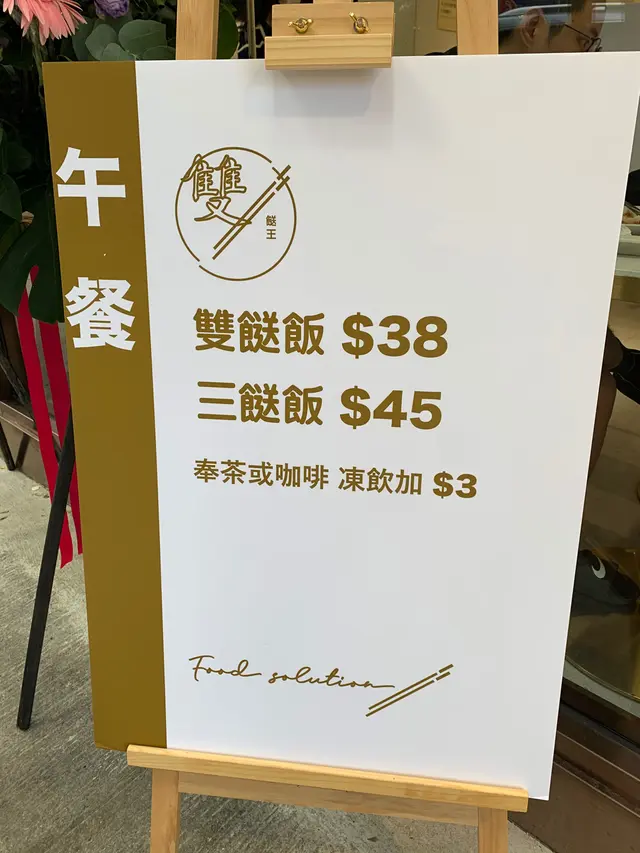 午餐
雙
餸王
雙餸飯 $38
三餸飯 $45
奉茶或咖啡 凍飲加 $3
Food solution